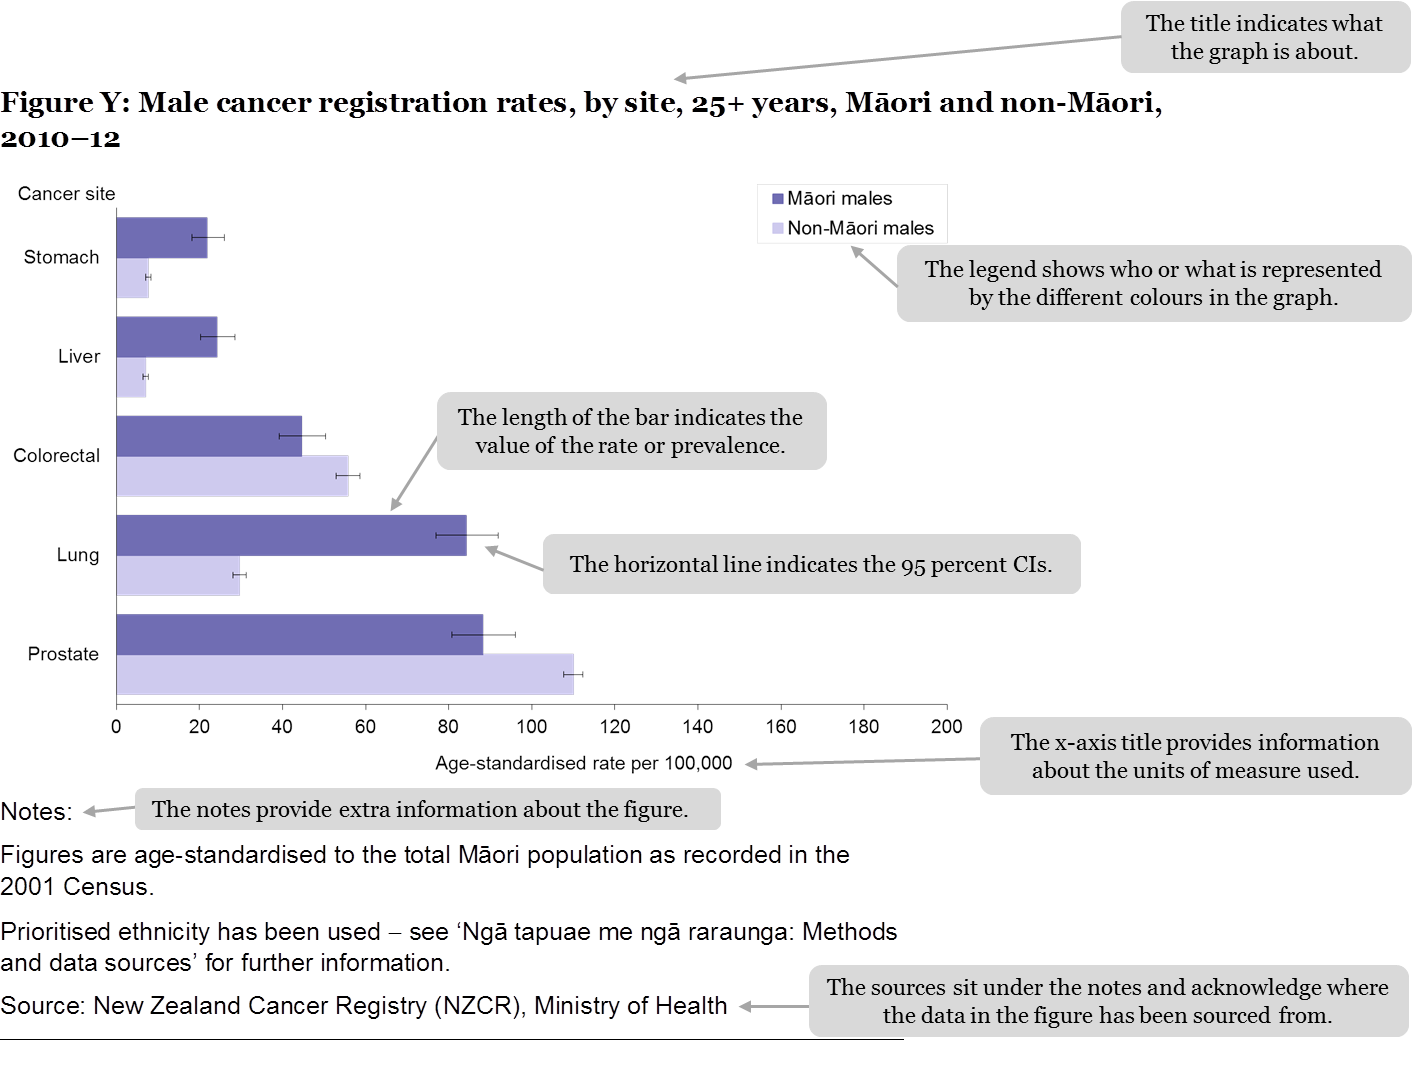 The title indicates what
the graph is about.
Figure Y: Male cancer registration rates, by site, 25+ years, Māori and non-Māori,
2010–12
Cancer site
Māori males
Non-Māori males
The legend shows who or what is represented
by the different colours in the graph.
Stomach
Liver
Colorectal
Lung
Prostate
The length of the bar indicates the
value of the rate or prevalence.
The horizontal line indicates the 95 percent CIs.
0 20 40 60 80 100 120 140 160 180 200
Age-standardised rate per 100,000
The x-axis title provides information
about the units of measure used.
Notes:
The notes provide extra information about the figure.
Figures are age-standardised to the total Māori population as recorded in the
2001 Census.
Prioritised ethnicity has been used – see ‘Ngā tapuae me ngā raraunga: Methods
and data sources’ for further information.
Source: New Zealand Cancer Registry (NZCR), Ministry of Health
The sources sit under the notes and acknowledge where
the data in the figure has been sourced from.